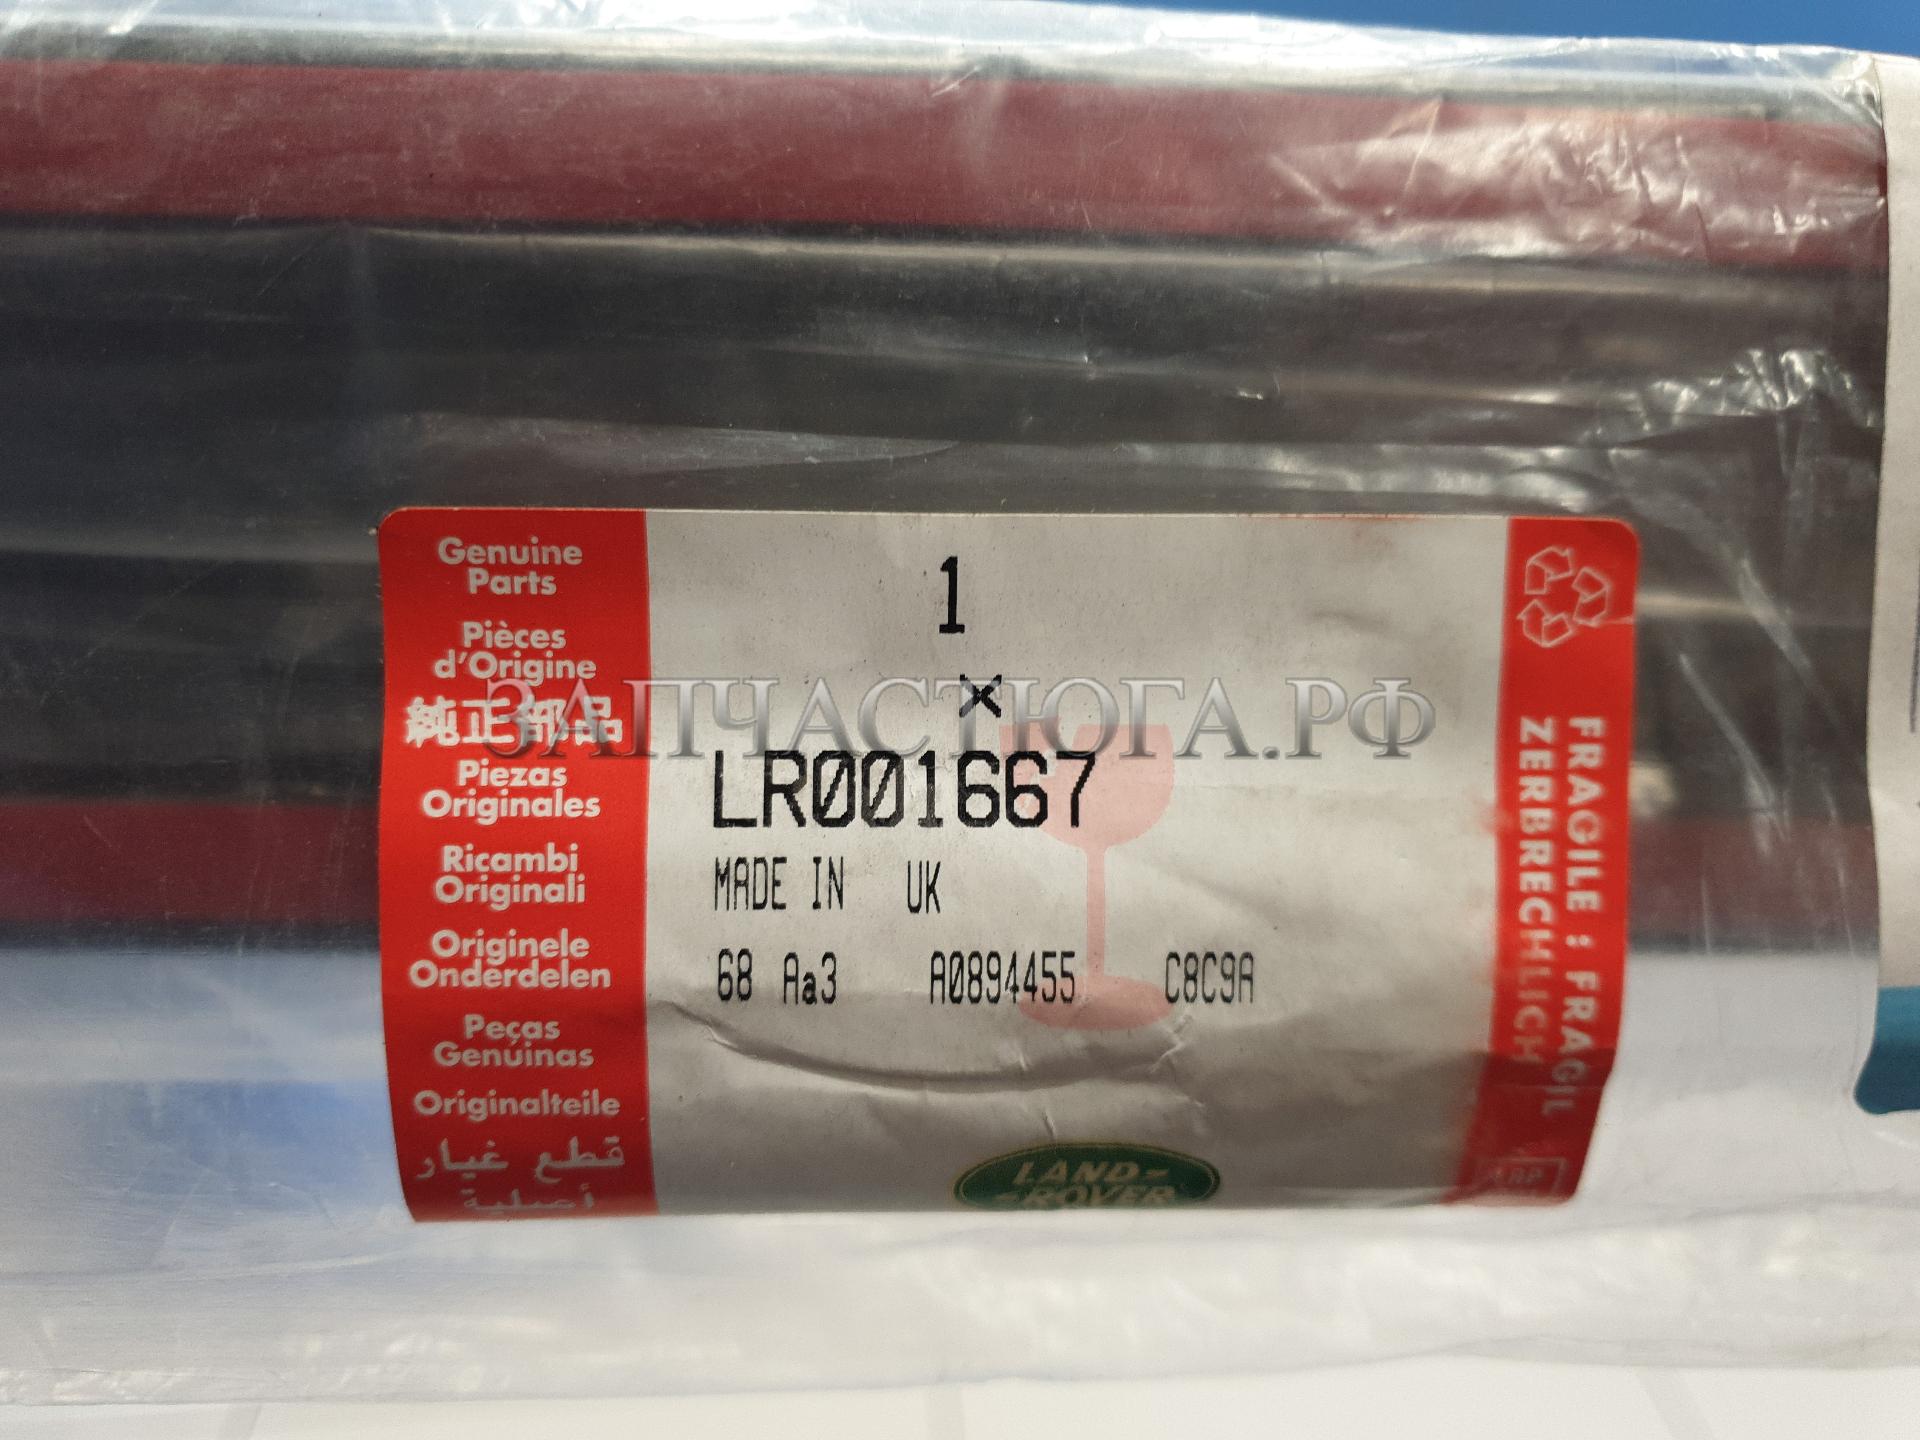 Genuine
Parts
Pièces
d'Origine
純正部品
Piezas
Originales
Ricambi
Originali
Originele
Onderdelen
Peças
Genúinas
Originalteile
قطع غيار
أصلية
1
×
ЗАПЧАСТЮГА.РФ
LR001667
MADE IN UK
68 Aa3 A0894455 C8C9A
LAND-
-ROVER
FRAGILE : FRAGIL
ZERBRECHLICH